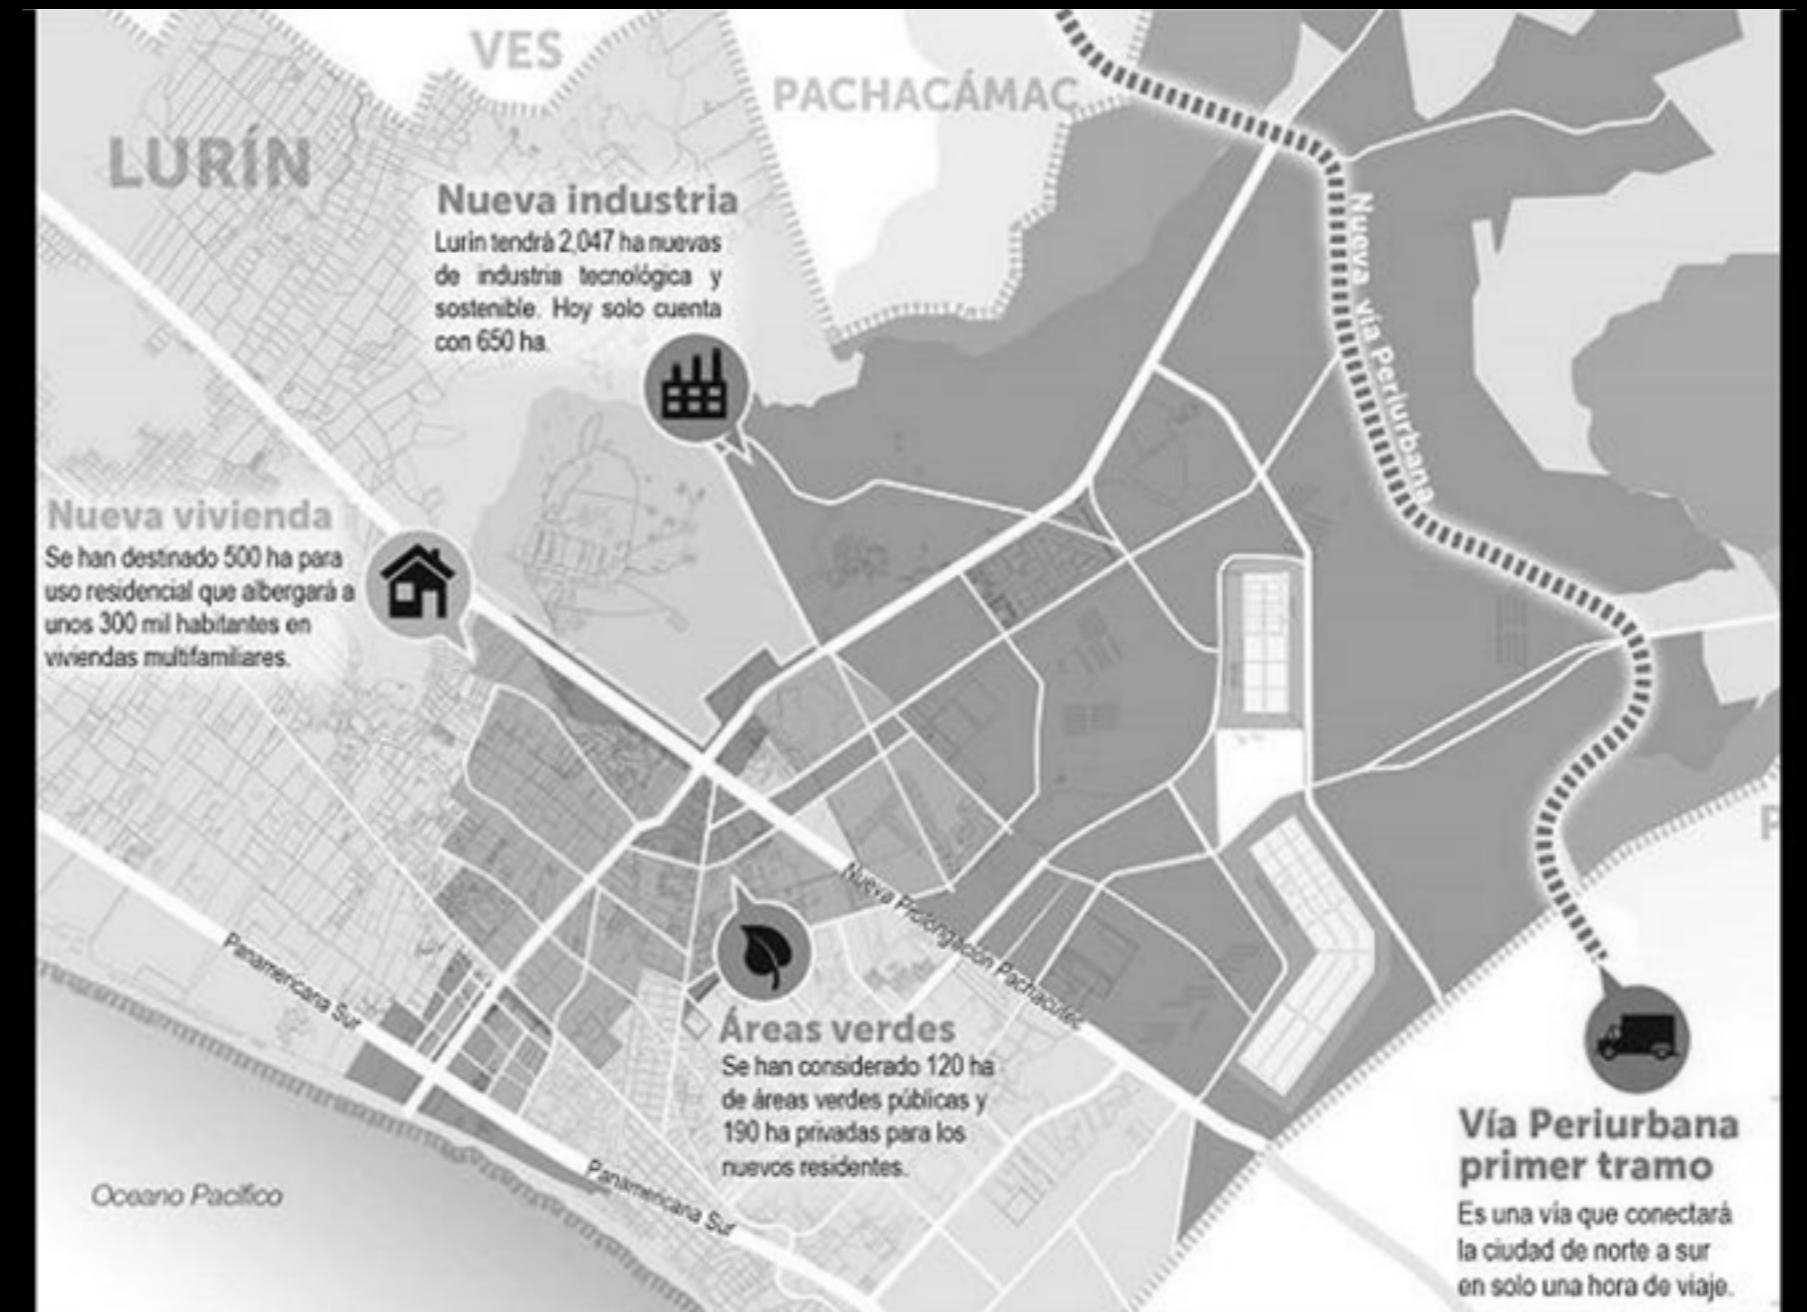 VES
PACHACÁMAC
LURÍN
Nueva industria
Lurin tendrà 2,047 ha nuevas
de industria tecnológica y
sostenible. Hoy solo cuenta
con 650 ha.
Nueva vía Periurbana
Nueva vivienda
Se han destinado 500 ha para
uso residencial que albergará a
unos 300 mil habitantes en
viviendas multifamiliares.
Nueva Prolongación Pachacutec
Panamericana Sur
Áreas verdes
Se han considerado 120 ha
de áreas verdes públicas y
190 ha privadas para los
nuevos residentes.
Panamericana Sur
Oceano Pacífico
P
Vía Periurbana
primer tramo
Es una vía que conectará
la ciudad de norte a sur
en solo una hora de viaje.